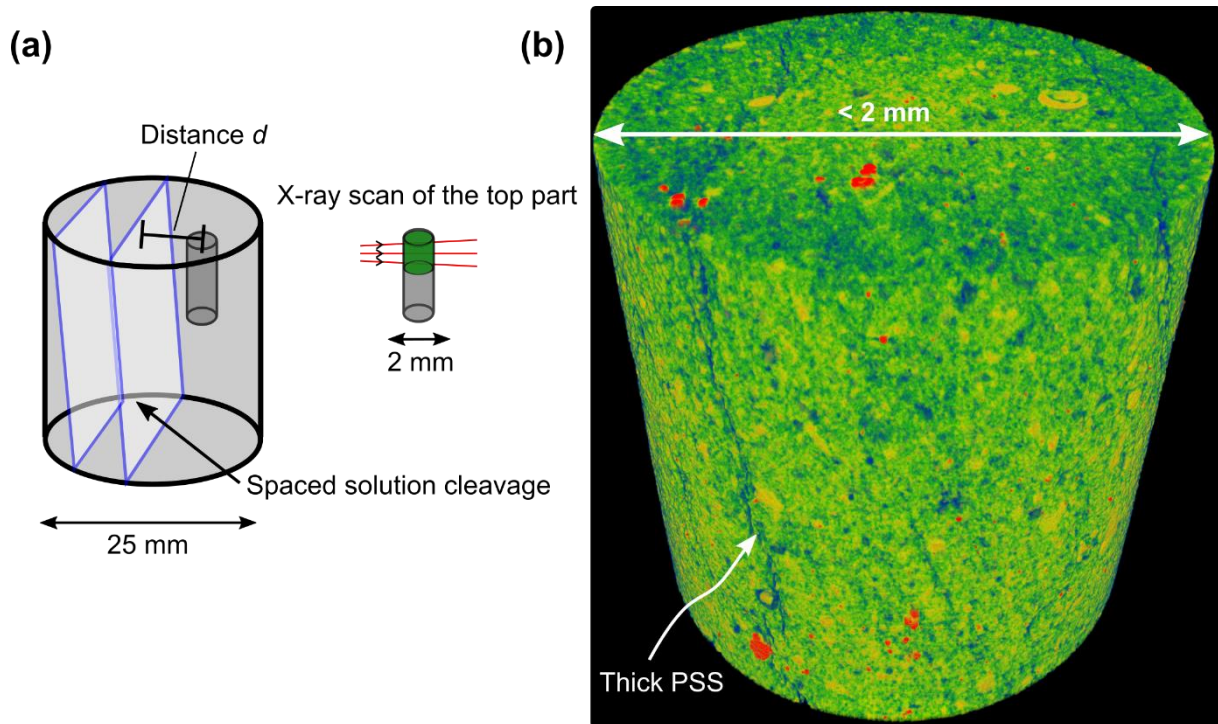 (a)
Distance d
X-ray scan of the top part
2 mm
Spaced solution cleavage
25 mm
(b)
< 2 mm
Thick PSS